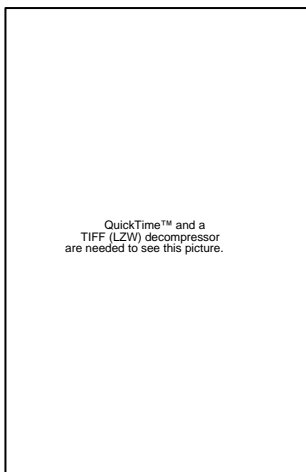 QuickTime™ and a
TIFF (LZW) decompressor
are needed to see this picture.